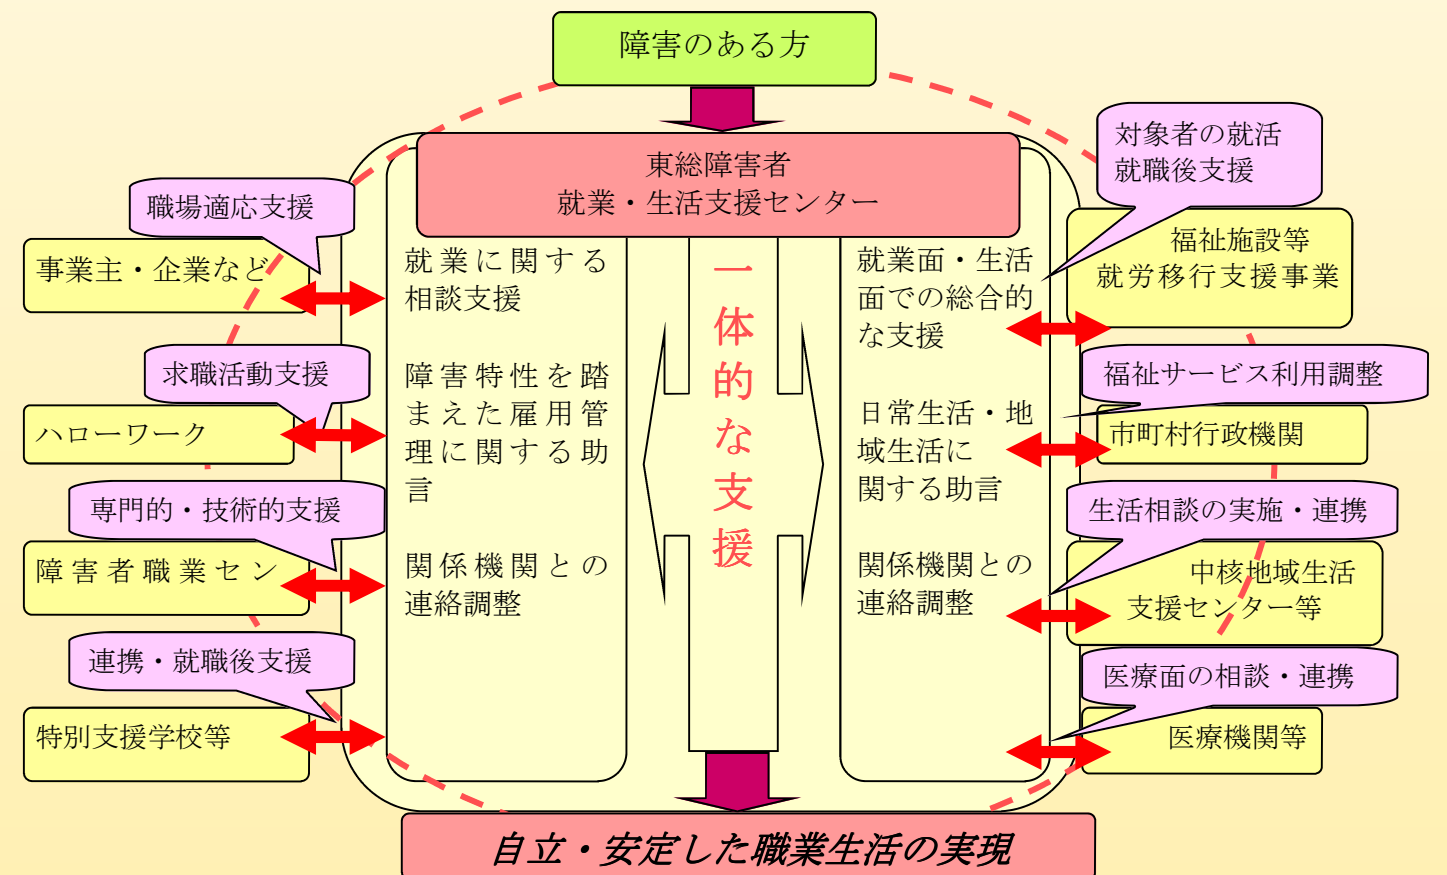 障害のある方
東総障害者
就業・生活支援センター
職場適応支援
事業主・企業など
求職活動支援
ハローワーク
専門的・技術的支援
障害者職業セン
連携・就職後支援
特別支援学校等
就業に関する
相談支援
障害特性を踏
まえた雇用管
理に関する助
言
関係機関との
連絡調整
一体的な支援
就業面・生活
面での総合的
な支援
日常生活・地
域生活に
関する助言
関係機関との
連絡調整
対象者の就活
就職後支援
福祉施設等
就労移行支援事業
福祉サービス利用調整
市町村行政機関
生活相談の実施・連携
中核地域生活
支援センター等
医療面の相談・連携
医療機関等
自立・安定した職業生活の実現